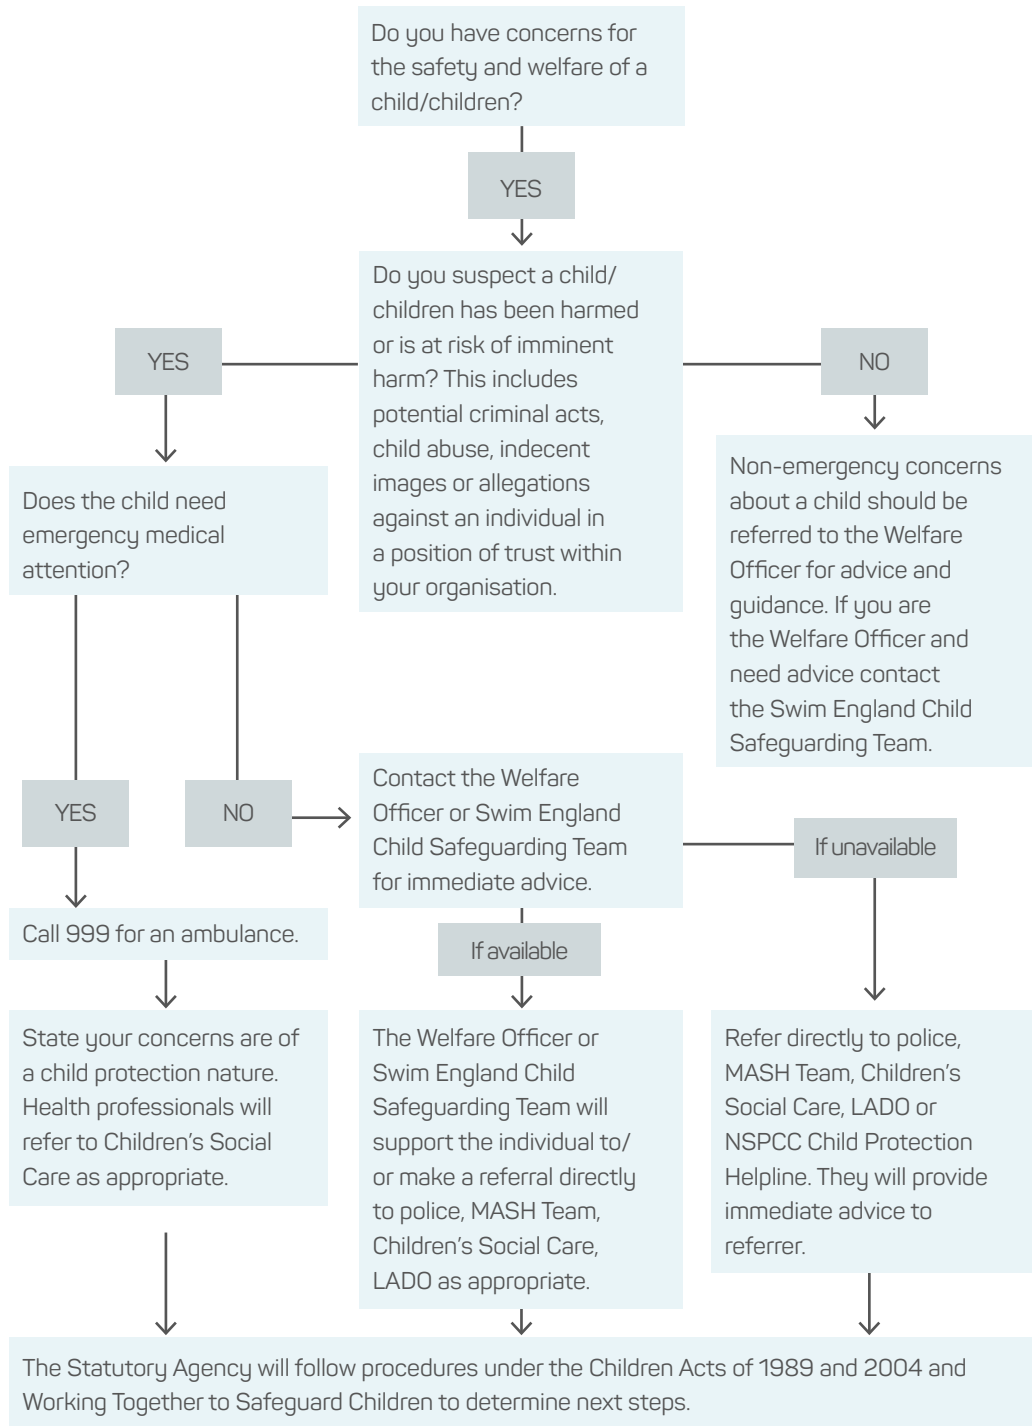 Do you have concerns for
the safety and welfare of a
child/children?
YES
Do you suspect a child/
children has been harmed
or is at risk of imminent
harm? This includes
potential criminal acts,
child abuse, indecent
images or allegations
against an individual in
a position of trust within
your organisation.
YES
NO
Does the child need
emergency medical
attention?
Non-emergency concerns
about a child should be
referred to the Welfare
Officer for advice and
guidance. If you are
the Welfare Officer and
need advice contact
the Swim England Child
Safeguarding Team.
YES
NO
Contact the Welfare
Officer or Swim England
Child Safeguarding Team
for immediate advice.
If unavailable
Call 999 for an ambulance.
If available
State your concerns are of
a child protection nature.
Health professionals will
refer to Children's Social
Care as appropriate.
The Welfare Officer or
Swim England Child
Safeguarding Team will
support the individual to/
or make a referral directly
to police, MASH Team,
Children's Social Care,
LADO as appropriate.
Refer directly to police,
MASH Team, Children's
Social Care, LADO or
NSPCC Child Protection
Helpline. They will provide
immediate advice to
referrer.
The Statutory Agency will follow procedures under the Children Acts of 1989 and 2004 and
Working Together to Safeguard Children to determine next steps.